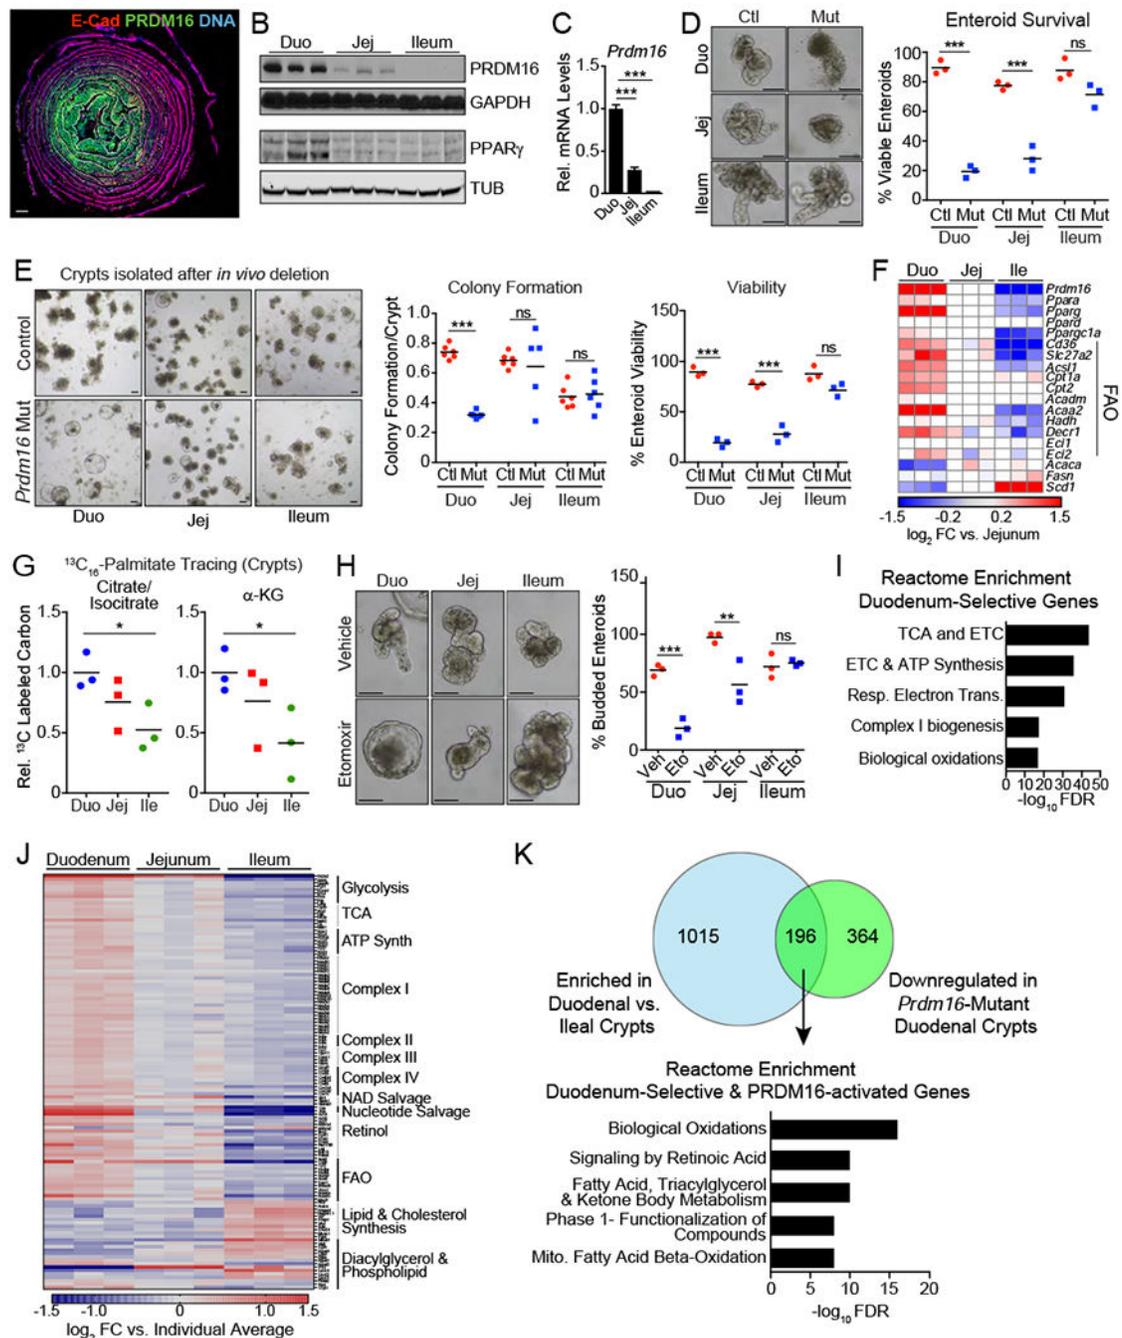 E-Cad PRDM16 DNA
B
Duo Jej Ileum
PRDM16
GAPDH
PPARγ
TUB
C
Prdm16
Rel. mRNA Levels
1.5
1.0
0.5
0
***
***
Duo
Jej
Ileum
D
Ctl Mut
Duo
Jej
Ileum
Enteroid Survival
% Viable Enteroids
100
80
60
40
20
0
*** *** ns
Ctl Mut Ctl Mut Ctl Mut
Duo Jej Ileum
E
Crypts isolated after in vivo deletion
Control
Prdm16 Mut
Duo Jej Ileum
Colony Formation
Colony Formation/Crypt
1.0
0.8
0.6
0.4
0.2
0
*** ns ns
Ctl Mut Ctl Mut Ctl Mut
Duo Jej Ileum
Viability
% Enteroid Viability
150
100
50
0
*** *** ns
Ctl Mut Ctl Mut Ctl Mut
Duo Jej Ileum
F
Duo Jej Ile
Prdm16
Ppara
Pparg
Ppard
Ppargc1a
Cd36
Slc27a2
Acsl1
Cpt1a
Cpt2
Acadm
Acaa2
Hadh
Decr1
Eci1
Eci2
Acaca
Fasn
Scd1
FAO
-1.5 -0.2 0.2 1.5
log2 FC vs. Jejunum
G
¹³C₁₆-Palmitate Tracing (Crypts)
Citrate/
Isocitrate
Rel. ¹³C Labeled Carbon
1.5
1.0
0.5
0
*
Duo Jej Ile
α-KG
1.5
1.0
0.5
0
*
Duo Jej Ile
H
Duo Jej Ileum
Vehicle
Etomoxir
% Budded Enteroids
150
100
50
0
*** ** ns
Veh Eto Veh Eto Veh Eto
Duo Jej Ileum
I
Reactome Enrichment
Duodenum-Selective Genes
TCA and ETC
ETC & ATP Synthesis
Resp. Electron Trans.
Complex I biogenesis
Biological oxidations
0 10 20 30 40 50
-log₁₀FDR
J
Duodenum Jejunum Ileum
Glycolysis
TCA
ATP Synth
Complex I
Complex II
Complex III
Complex IV
NAD Salvage
Nucleotide Salvage
Retinol
FAO
Lipid & Cholesterol
Synthesis
Diacylglycerol &
Phospholipid
-1.5 -1.0 0 1.0 1.5
log₂ FC vs. Individual Average
K
1015 196 364
Enriched in
Duodenal vs.
Ileal Crypts
Downregulated in
Prdm16-Mutant
Duodenal Crypts
Reactome Enrichment
Duodenum-Selective & PRDM16-activated Genes
Biological Oxidations
Signaling by Retinoic Acid
Fatty Acid, Triacylglycerol
& Ketone Body Metabolism
Phase 1- Functionalization of
Compounds
Mito. Fatty Acid Beta-Oxidation
0 5 10 15 20
-log₁₀FDR